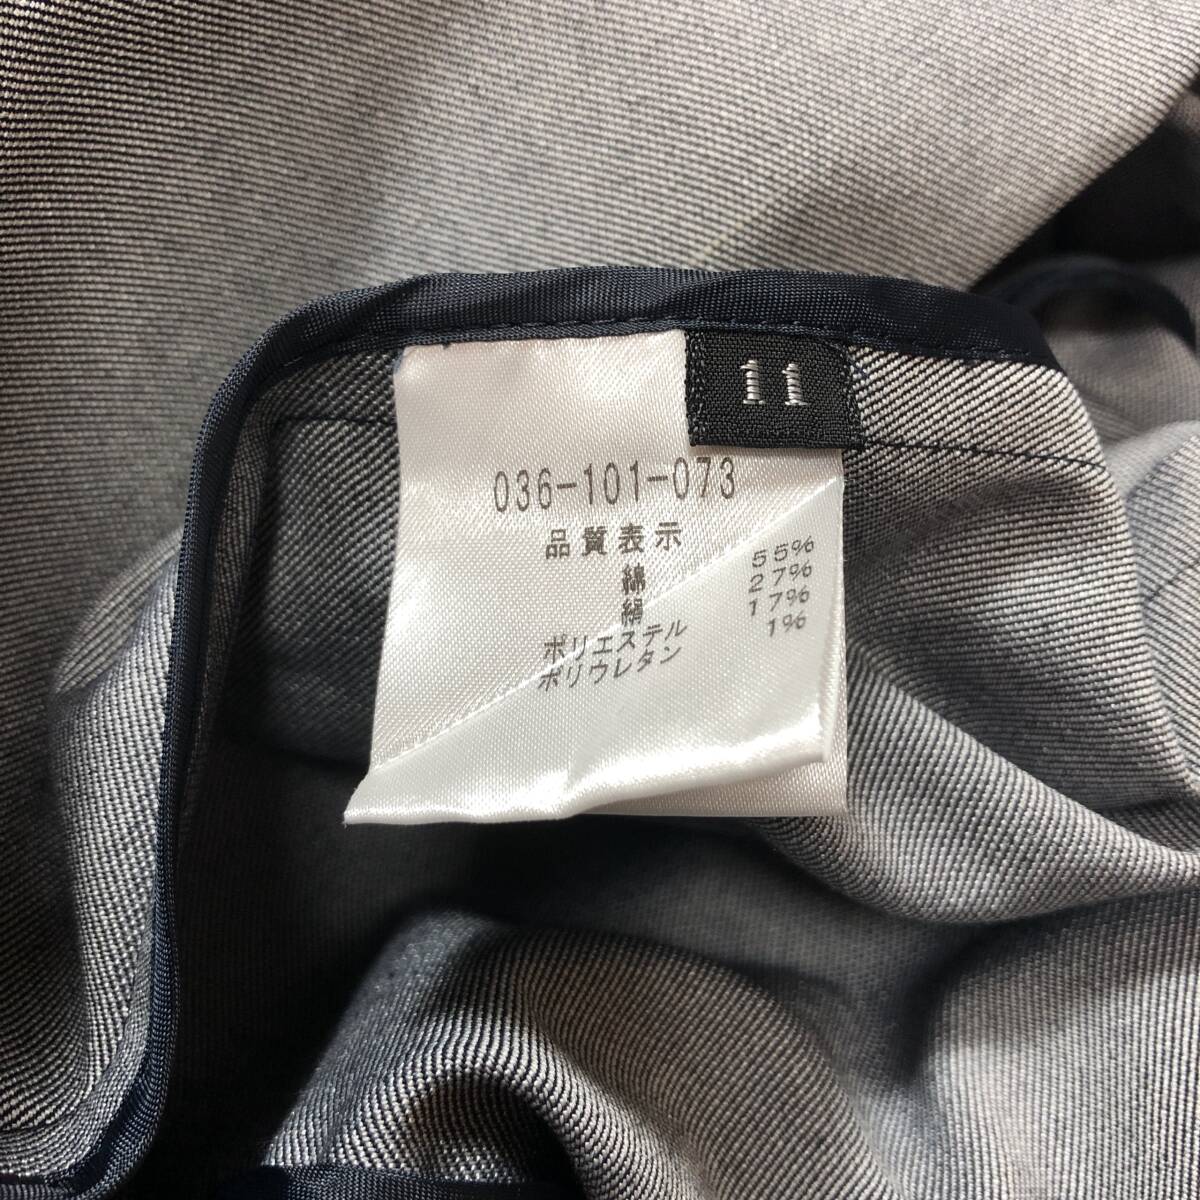 11
036-101-073
品質表示
綿 55%
絹 27%
ポリエステル 17%
ポリウレタン 1%